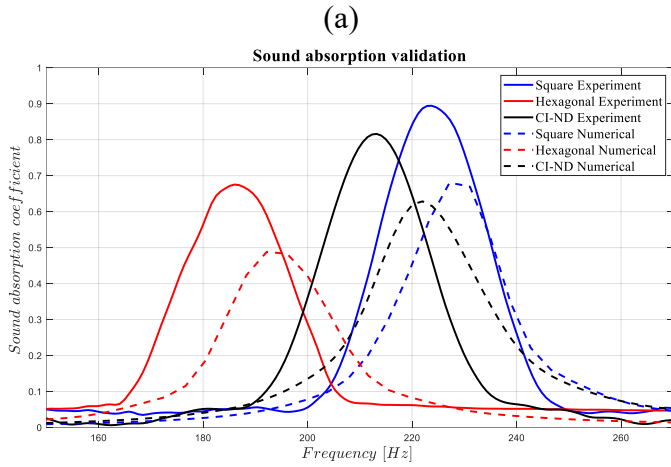 (a)
Sound absorption validation
1
0.9
0.8
0.7
0.6
0.5
0.4
0.3
0.2
0.1
0
Sound absorption coefficient
Square Experiment
Hexagonal Experiment
CI-ND Experiment
Square Numerical
Hexagonal Numerical
CI-ND Numerical
160 180 200 220 240 260
Frequency [Hz]